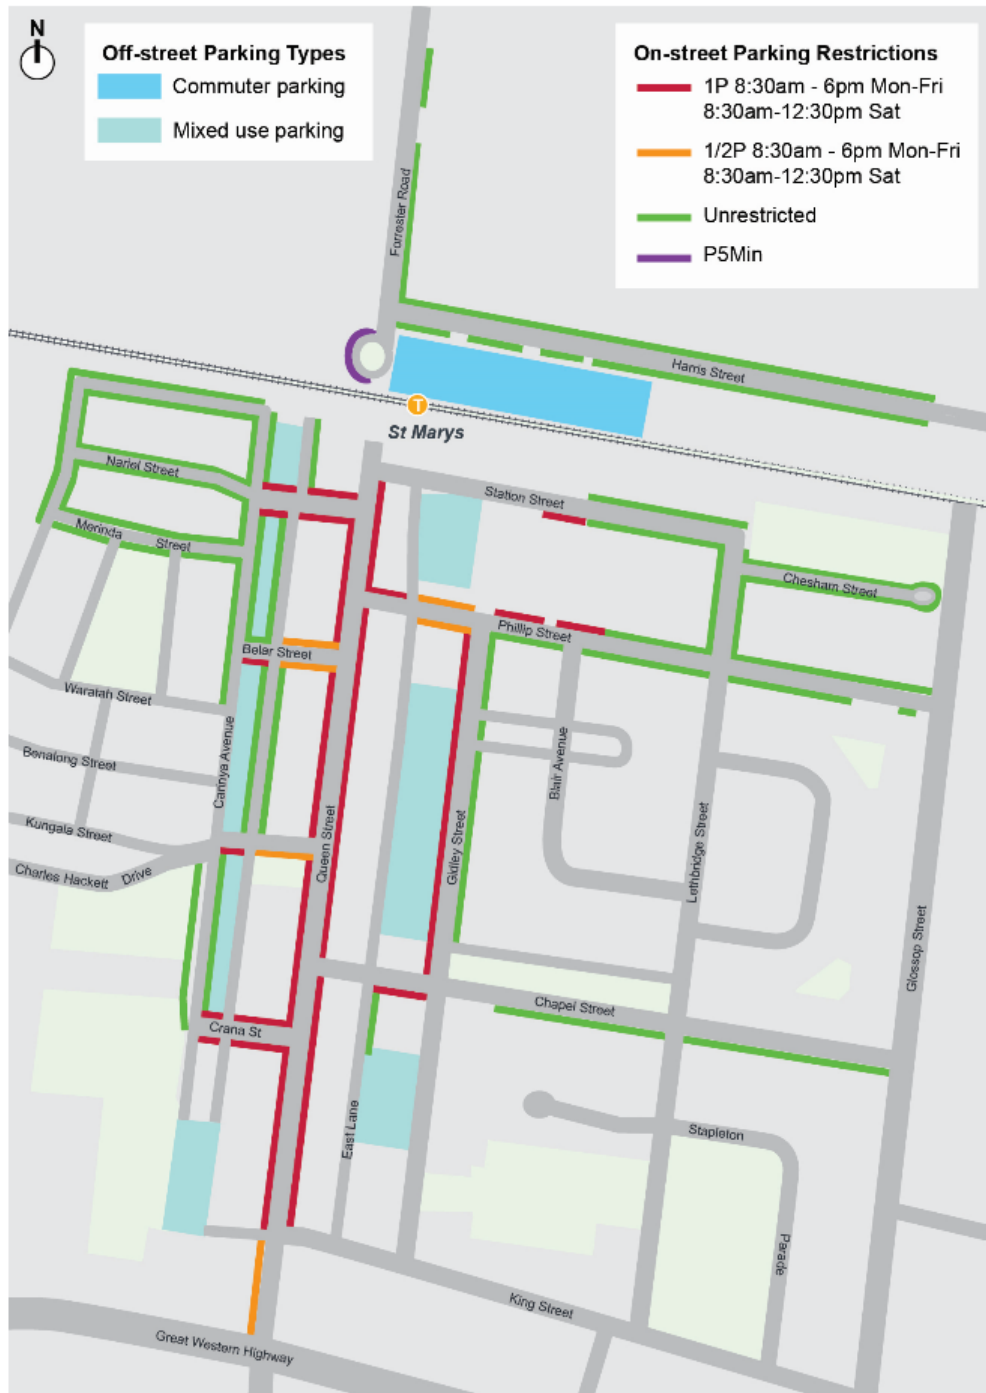 N
Off-street Parking Types
Commuter parking
Mixed use parking
On-street Parking Restrictions
1P 8:30am - 6pm Mon-Fri
8:30am-12:30pm Sat
1/2P 8:30am - 6pm Mon-Fri
8:30am-12:30pm Sat
Unrestricted
P5Min
Forrester Road
Harris Street
T
St Marys
Nariel Street
Station Street
Merinda Street
Chesham Street
Phillip Street
Belar Street
Waratah Street
Carinya Avenue
Benalong Street
Blair Avenue
Kungala Street
Queen Street
Gidley Street
Lethbridge Street
Charles Hackett Drive
Glossop Street
Chapel Street
Crana St
East Lane
Stapleton
Parade
King Street
Great Western Highway